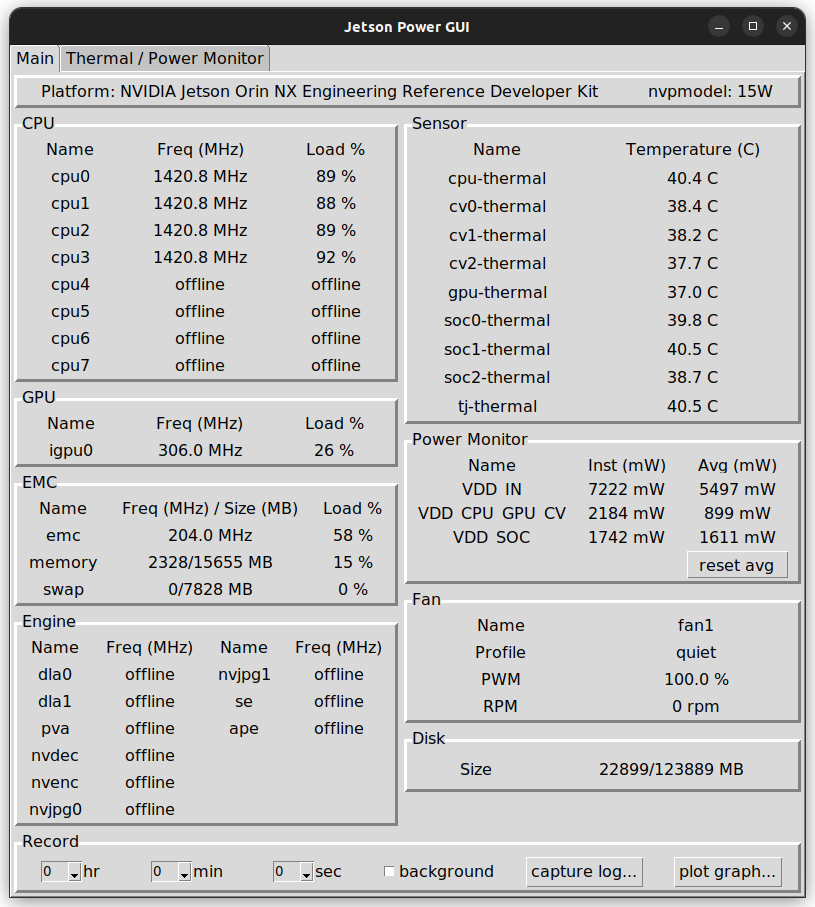 Jetson Power GUI
Main Thermal / Power Monitor
Platform: NVIDIA Jetson Orin NX Engineering Reference Developer Kit nvpmodel: 15W
CPU
Name Freq (MHz) Load %
cpu0 1420.8 MHz 89 %
cpu1 1420.8 MHz 88 %
cpu2 1420.8 MHz 89 %
cpu3 1420.8 MHz 92 %
cpu4 offline offline
cpu5 offline offline
cpu6 offline offline
cpu7 offline offline
GPU
Name Freq (MHz) Load %
igpu0 306.0 MHz 26 %
EMC
Name Freq (MHz) / Size (MB) Load %
emc 204.0 MHz 58 %
memory 2328/15655 MB 15 %
swap 0/7828 MB 0 %
Engine
Name Freq (MHz) Name Freq (MHz)
dla0 offline nvjpg1 offline
dla1 offline se offline
pva offline ape offline
nvdec offline
nvenc offline
nvjpg0 offline
Sensor
Name Temperature (C)
cpu-thermal 40.4 C
cv0-thermal 38.4 C
cv1-thermal 38.2 C
cv2-thermal 37.7 C
gpu-thermal 37.0 C
soc0-thermal 39.8 C
soc1-thermal 40.5 C
soc2-thermal 38.7 C
tj-thermal 40.5 C
Power Monitor
Name Inst (mW) Avg (mW)
VDD_IN 7222 mW 5497 mW
VDD_CPU_GPU_CV 2184 mW 899 mW
VDD_SOC 1742 mW 1611 mW
reset avg
Fan
Name fan1
Profile quiet
PWM 100.0 %
RPM 0 rpm
Disk
Size 22899/123889 MB
Record
0 hr 0 min 0 sec background capture log... plot graph...